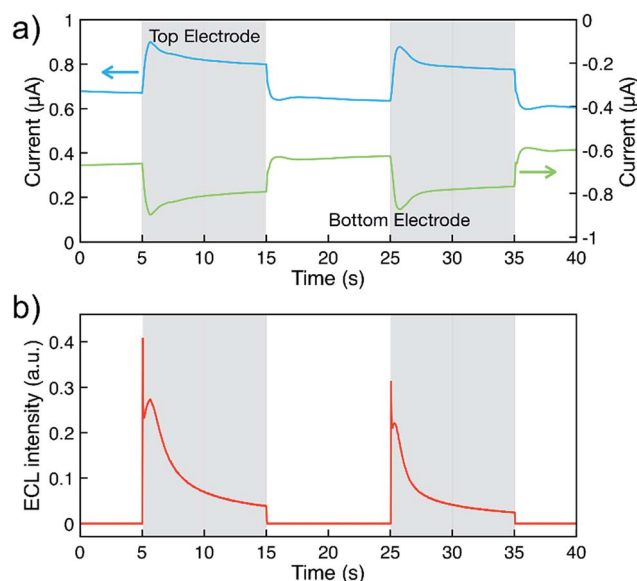 a)
Top Electrode
Bottom Electrode
Current (µA)
1
0.8
0.6
0.4
0.2
0
0
-0.2
-0.4
-0.6
-0.8
-1
Current (µA)
0 5 10 15 20 25 30 35 40
Time (s)
b)
ECL intensity (a.u.)
0.4
0.3
0.2
0.1
0
0 5 10 15 20 25 30 35 40
Time (s)